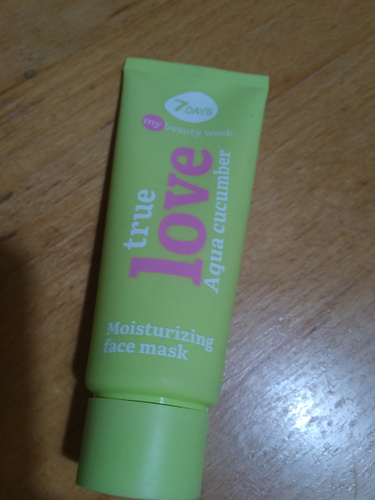 7 DAYS
my beauty week
true
love
Aqua cucumber
Moisturizing
face mask